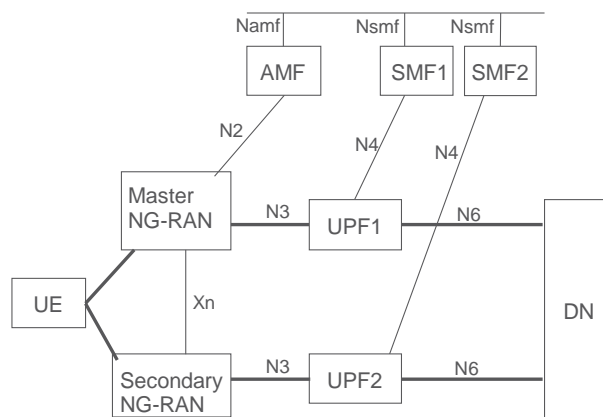 Namf
Nsmf
Nsmf
AMF
SMF1
SMF2
N2
N4
N4
Master
NG-RAN
N3
UPF1
N6
UE
Xn
DN
Secondary
NG-RAN
N3
UPF2
N6